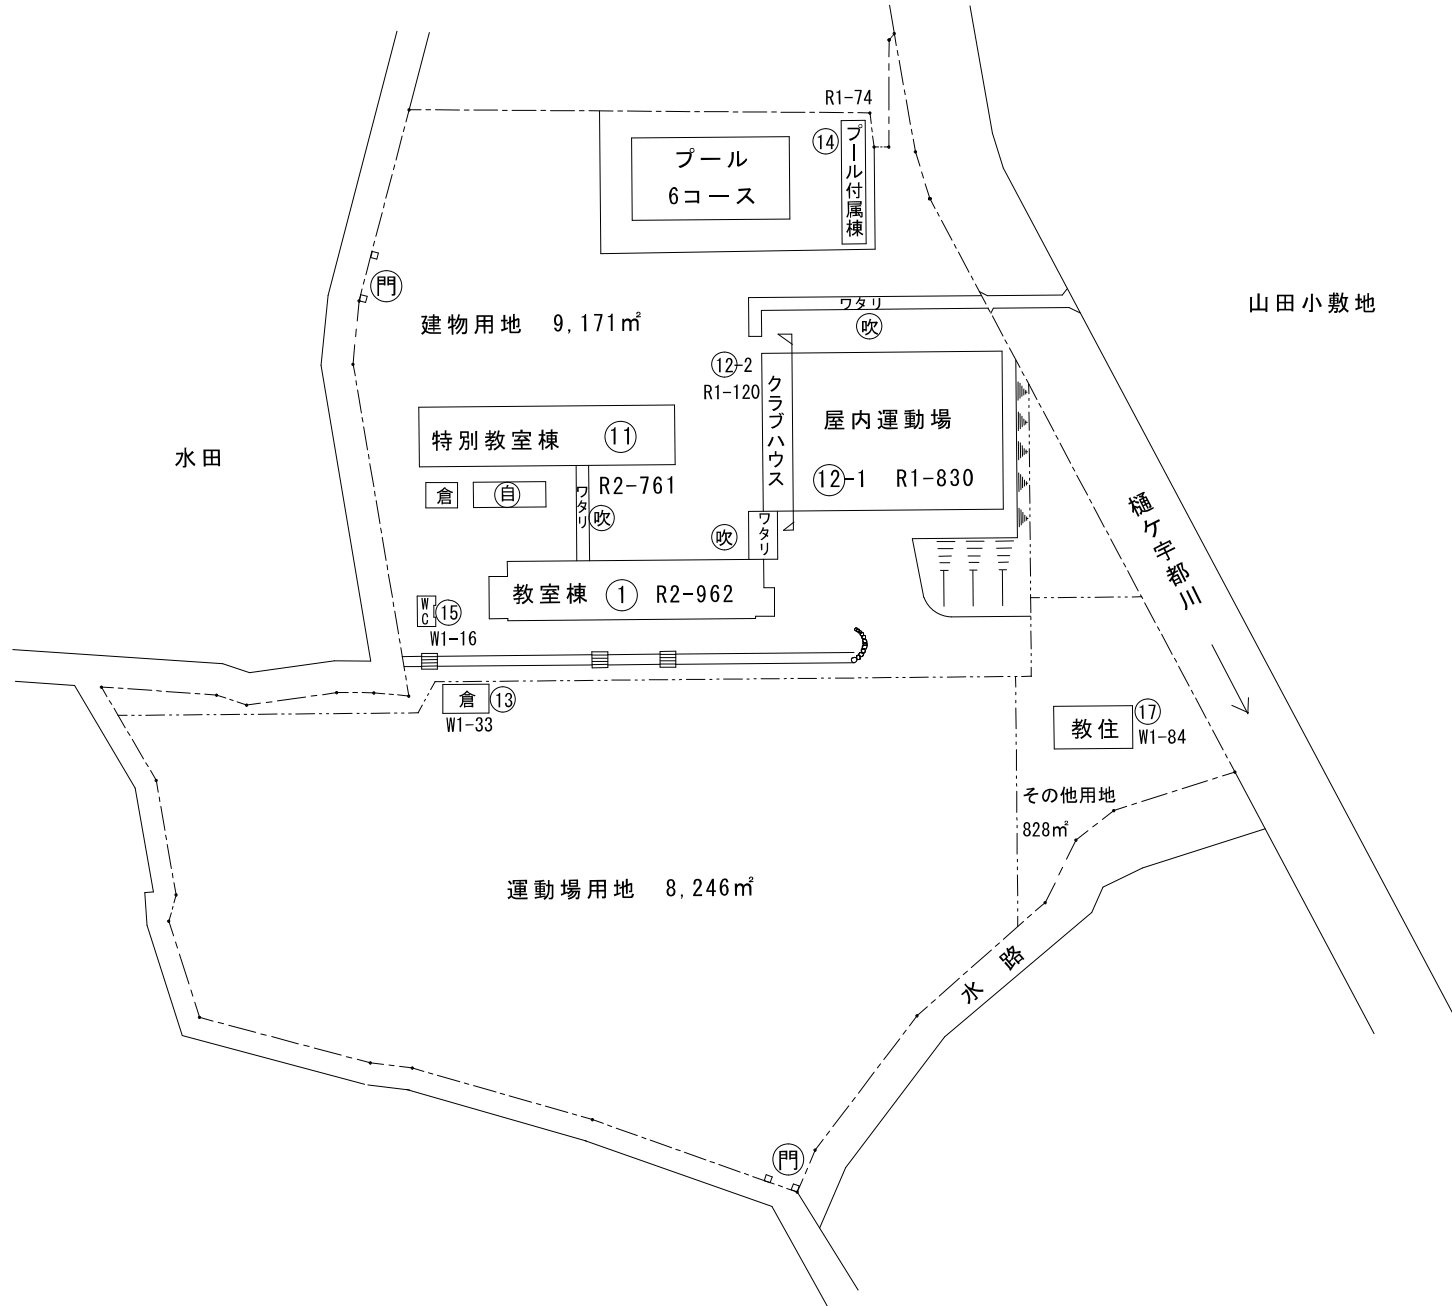 R1-74
⑭
プール付属棟
プール
6コース
門
ワタリ
吹
山田小敷地
建物用地 9,171㎡
⑫-2
R1-120
クラブハウス
屋内運動場
⑫-1 R1-830
特別教室棟 ⑪
R2-761
水田
倉
自
ワタリ
吹
吹
ワタリ
樋ケ宇都川
教室棟 ① R2-962
WC
⑮
W1-16
倉
⑬
W1-33
教住
⑰
W1-84
その他用地
828㎡
運動場用地 8,246㎡
水路
門